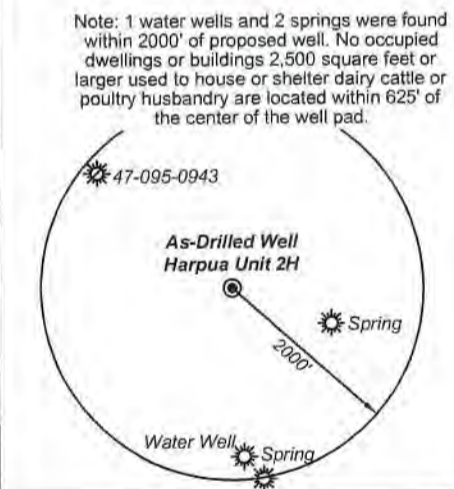 Note: 1 water wells and 2 springs were found
within 2000' of proposed well. No occupied
dwellings or buildings 2,500 square feet or
larger used to house or shelter dairy cattle or
poultry husbandry are located within 625' of
the center of the well pad.
47-095-0943
As-Drilled Well
Harpua Unit 2H
Spring
2000'
Water Well
Spring